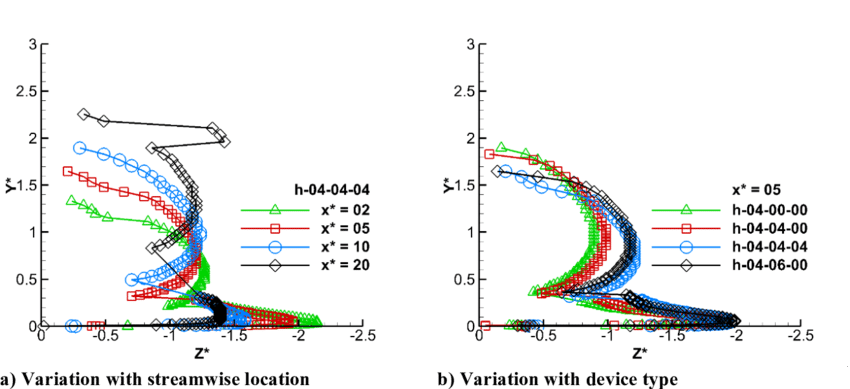 3
2.5
2
1.5
1
0.5
0
Y*
0
-0.5
-1
-1.5
-2
-2.5
Z*
h-04-04-04
x* = 02
x* = 05
x* = 10
x* = 20
a) Variation with streamwise location
3
2.5
2
1.5
1
0.5
0
Y*
0
-0.5
-1
-1.5
-2
-2.5
Z*
x* = 05
h-04-00-00
h-04-04-00
h-04-04-04
h-04-06-00
b) Variation with device type